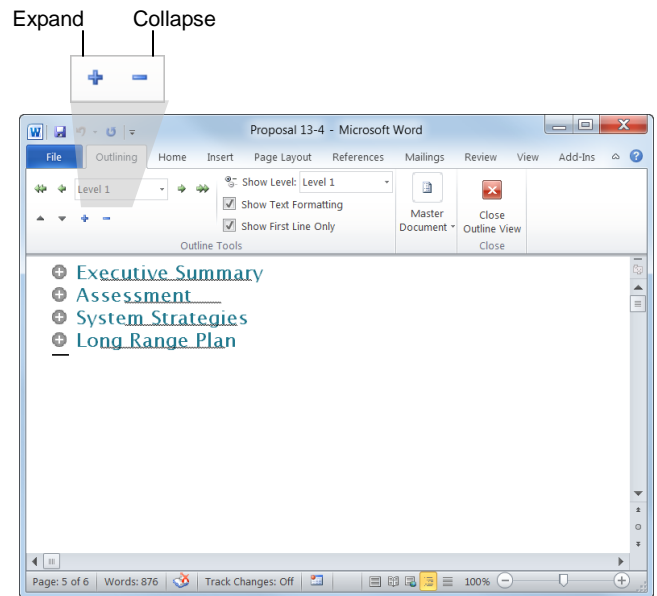 Expand Collapse
W Proposal 13-4 - Microsoft Word X
File Outlining Home Insert Page Layout References Mailings Review View Add-Ins ?
Level 1 Show Level: Level 1
Show Text Formatting
Show First Line Only
Master Document
Close Outline View
Outline Tools Close
Executive Summary
Assessment
System Strategies
Long Range Plan
Page: 5 of 6 Words: 876 Track Changes: Off 100%